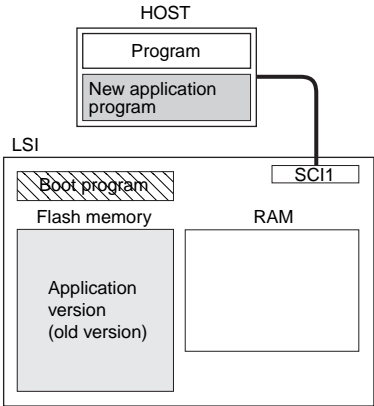 HOST
Program
New application
program
LSI
SCI1
Boot program
Flash memory
RAM
Application
version
(old version)